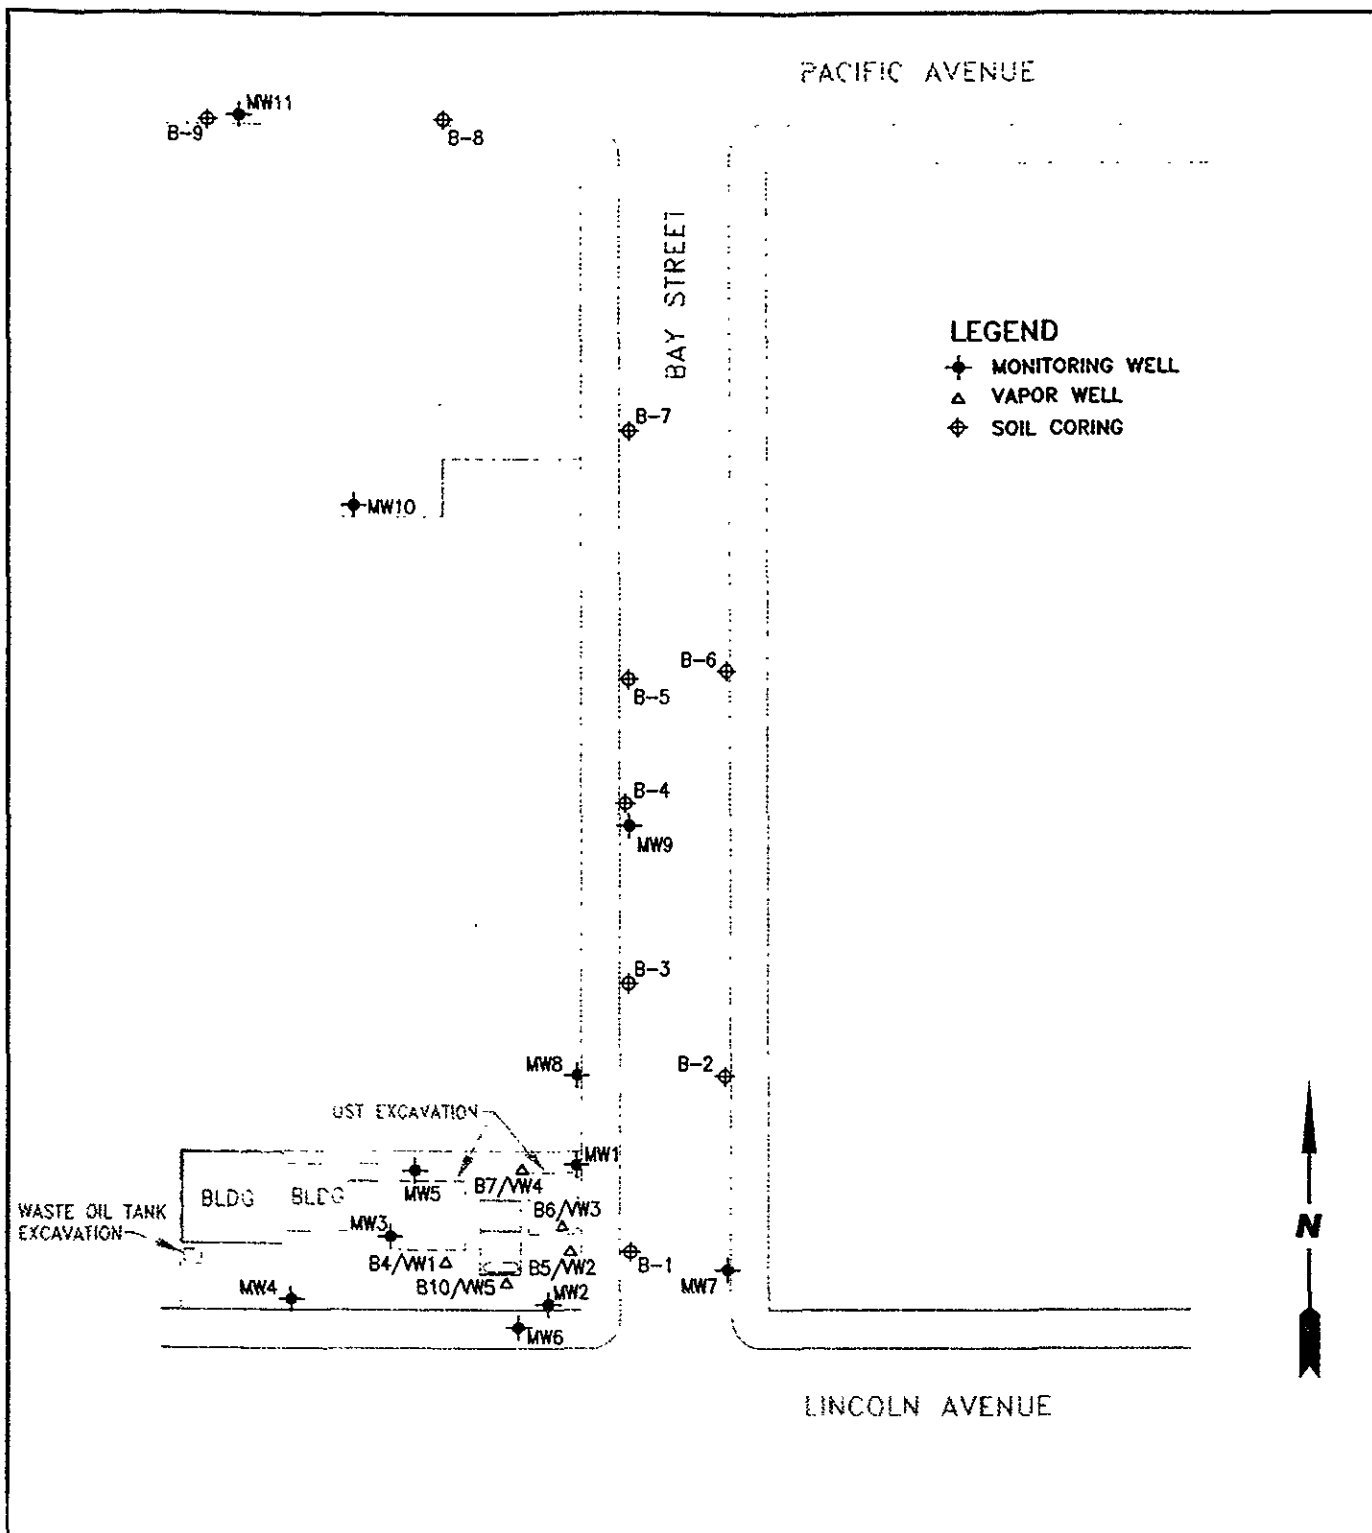 PACIFIC AVENUE
MW11
B-9
B-8
BAY STREET
LEGEND
MONITORING WELL
VAPOR WELL
SOIL CORING
B-7
MW10
B-6
B-5
B-4
MW9
B-3
MW8
B-2
UST EXCAVATION
MW1
BLDG
BLDG
MW5
B7/VW4
WASTE OIL TANK
EXCAVATION
MW3
B6/VW3
B4/VW1
B10/VW5
B5/VW2
B-1
MW7
MW4
MW2
MW6
N
LINCOLN AVENUE